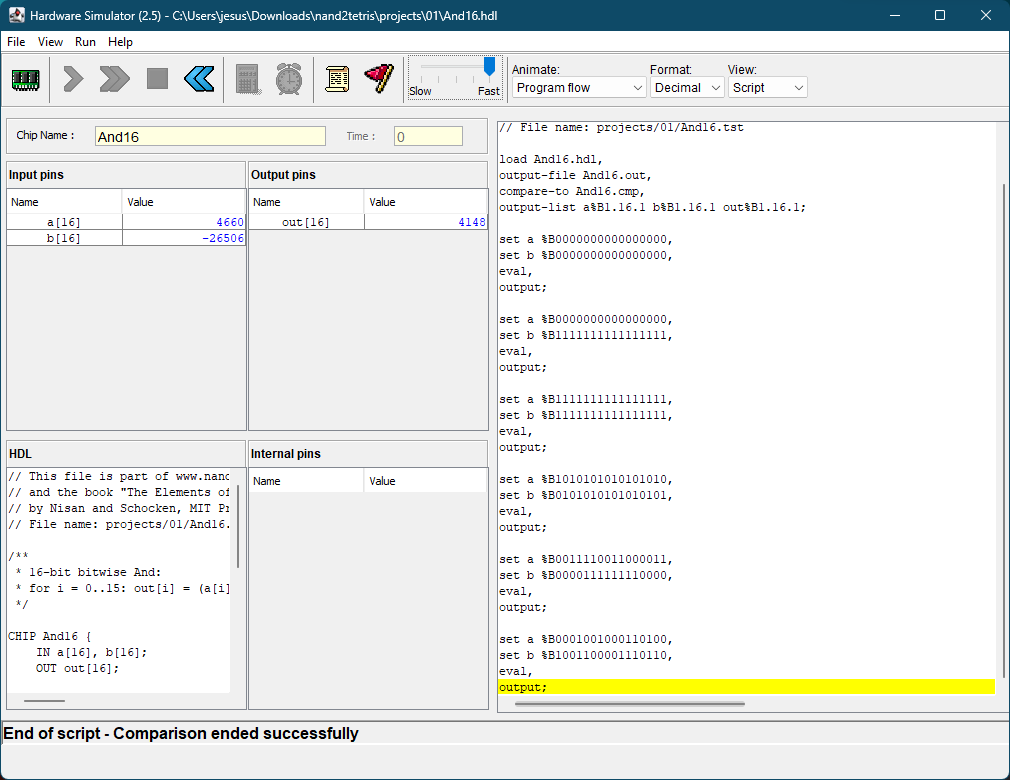 Hardware Simulator (2.5) - C:\Users\jesus\Downloads\nand2tetris\projects\01\And16.hdl
File View Run Help
Slow Fast
Animate: Format: View:
Program flow Decimal Script
Chip Name : And16 Time : 0
Input pins
Name Value
a[16] 4660
b[16] -26506
Output pins
Name Value
out[16] 4148
HDL
// This file is part of www.nand
// and the book "The Elements of
// by Nisan and Schocken, MIT Pr
// File name: projects/01/And16.
/**
* 16-bit bitwise And:
* for i = 0..15: out[i] = (a[i]
*/
CHIP And16 {
IN a[16], b[16];
OUT out[16];
Internal pins
Name Value
// File name: projects/01/And16.tst
load And16.hdl,
output-file And16.out,
compare-to And16.cmp,
output-list a%B1.16.1 b%B1.16.1 out%B1.16.1;
set a %B0000000000000000,
set b %B0000000000000000,
eval,
output;
set a %B0000000000000000,
set b %B1111111111111111,
eval,
output;
set a %B1111111111111111,
set b %B1111111111111111,
eval,
output;
set a %B1010101010101010,
set b %B0101010101010101,
eval,
output;
set a %B0011110011000011,
set b %B0000111111110000,
eval,
output;
set a %B0001001000110100,
set b %B1001100001110110,
eval,
output;
End of script - Comparison ended successfully